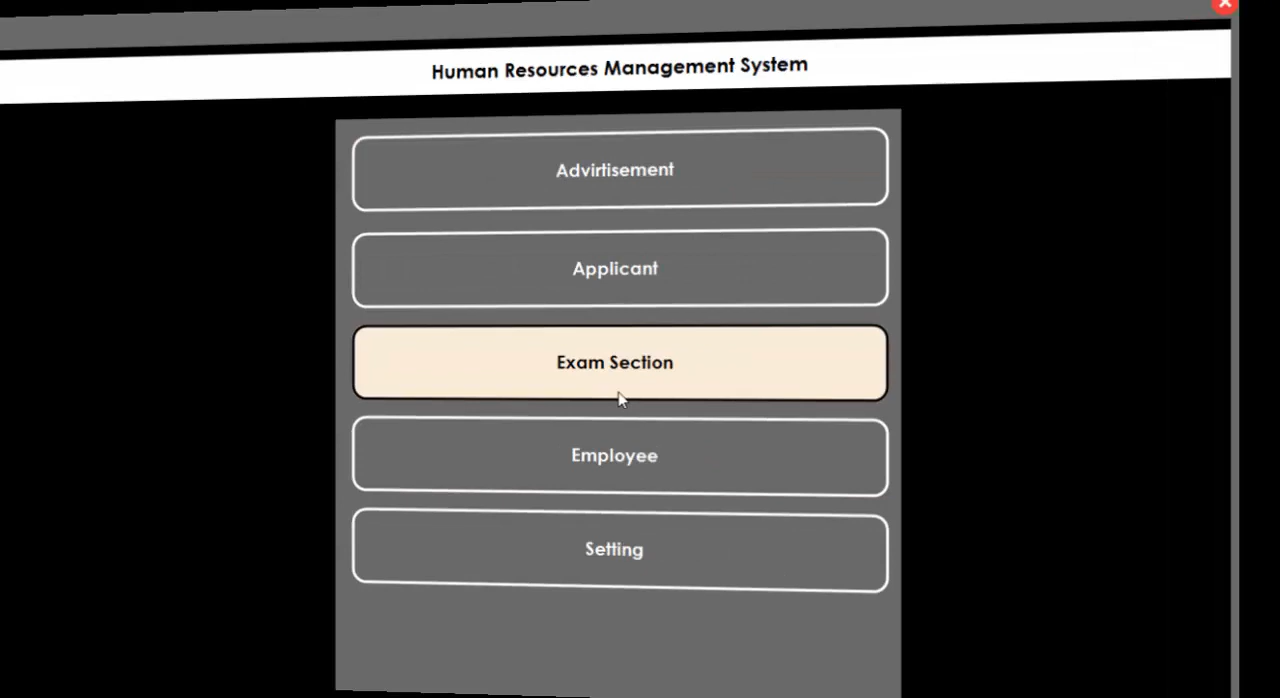 Human Resources Management System
Advirtisement
Applicant
Exam Section
Employee
Setting